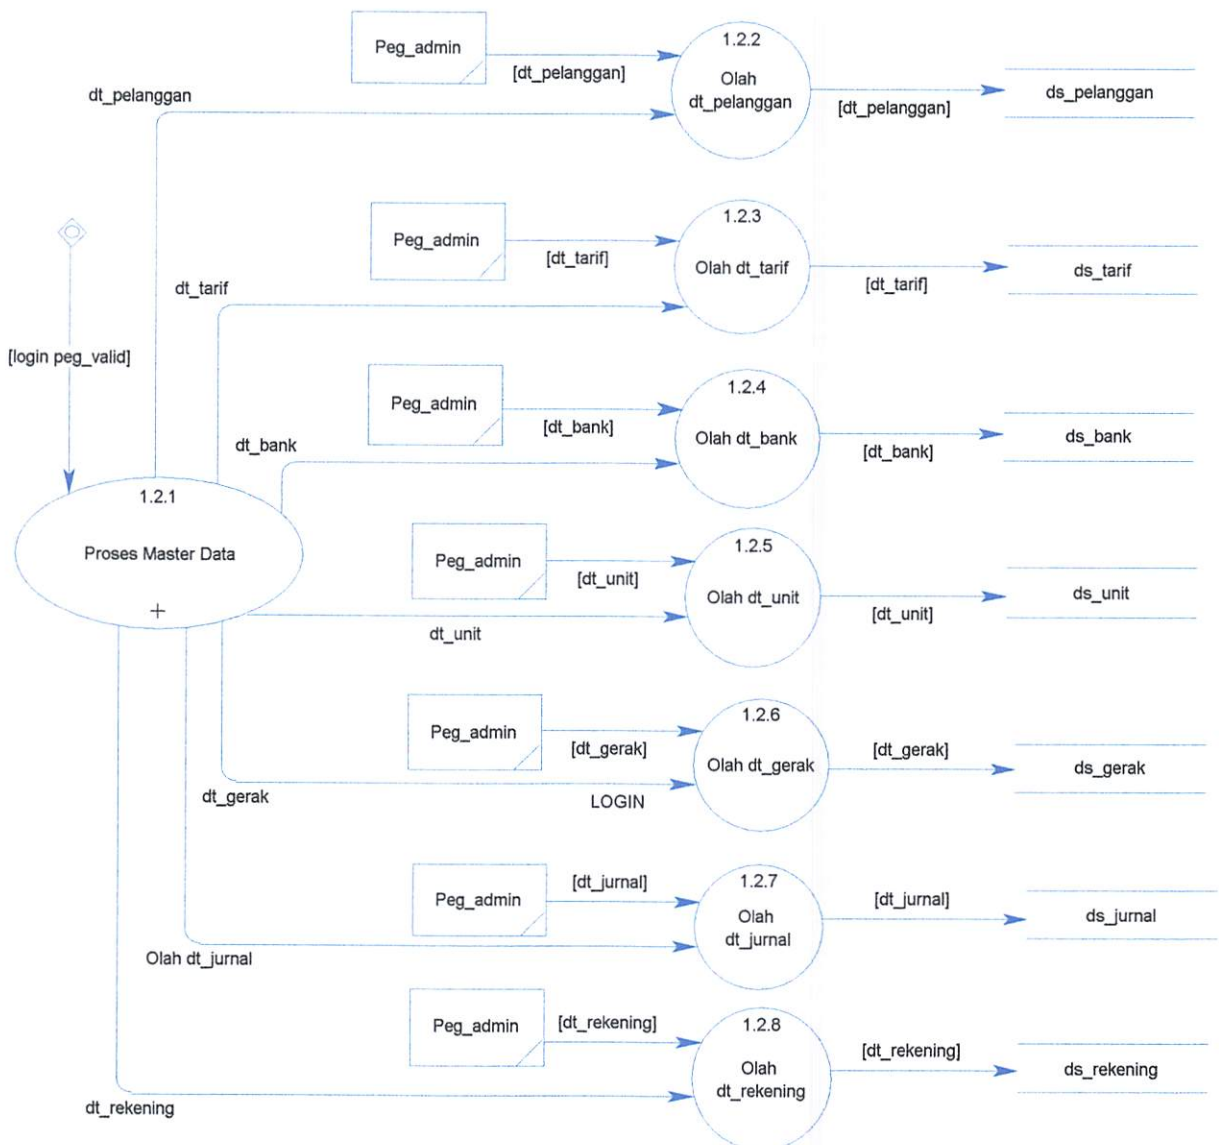 Peg_admin
[dt_pelanggan]
1.2.2
Olah
dt_pelanggan
[dt_pelanggan]
ds_pelanggan
dt_pelanggan
Peg_admin
[dt_tarif]
1.2.3
Olah dt_tarif
[dt_tarif]
ds_tarif
dt_tarif
[login peg_valid]
Peg_admin
[dt_bank]
1.2.4
Olah dt_bank
[dt_bank]
ds_bank
dt_bank
1.2.1
Proses Master Data
+
Peg_admin
[dt_unit]
1.2.5
Olah dt_unit
[dt_unit]
ds_unit
dt_unit
Peg_admin
[dt_gerak]
1.2.6
Olah dt_gerak
[dt_gerak]
ds_gerak
dt_gerak
LOGIN
Peg_admin
[dt_jurnal]
1.2.7
Olah
dt_jurnal
[dt_jurnal]
ds_jurnal
Olah dt_jurnal
Peg_admin
[dt_rekening]
1.2.8
Olah
dt_rekening
[dt_rekening]
ds_rekening
dt_rekening